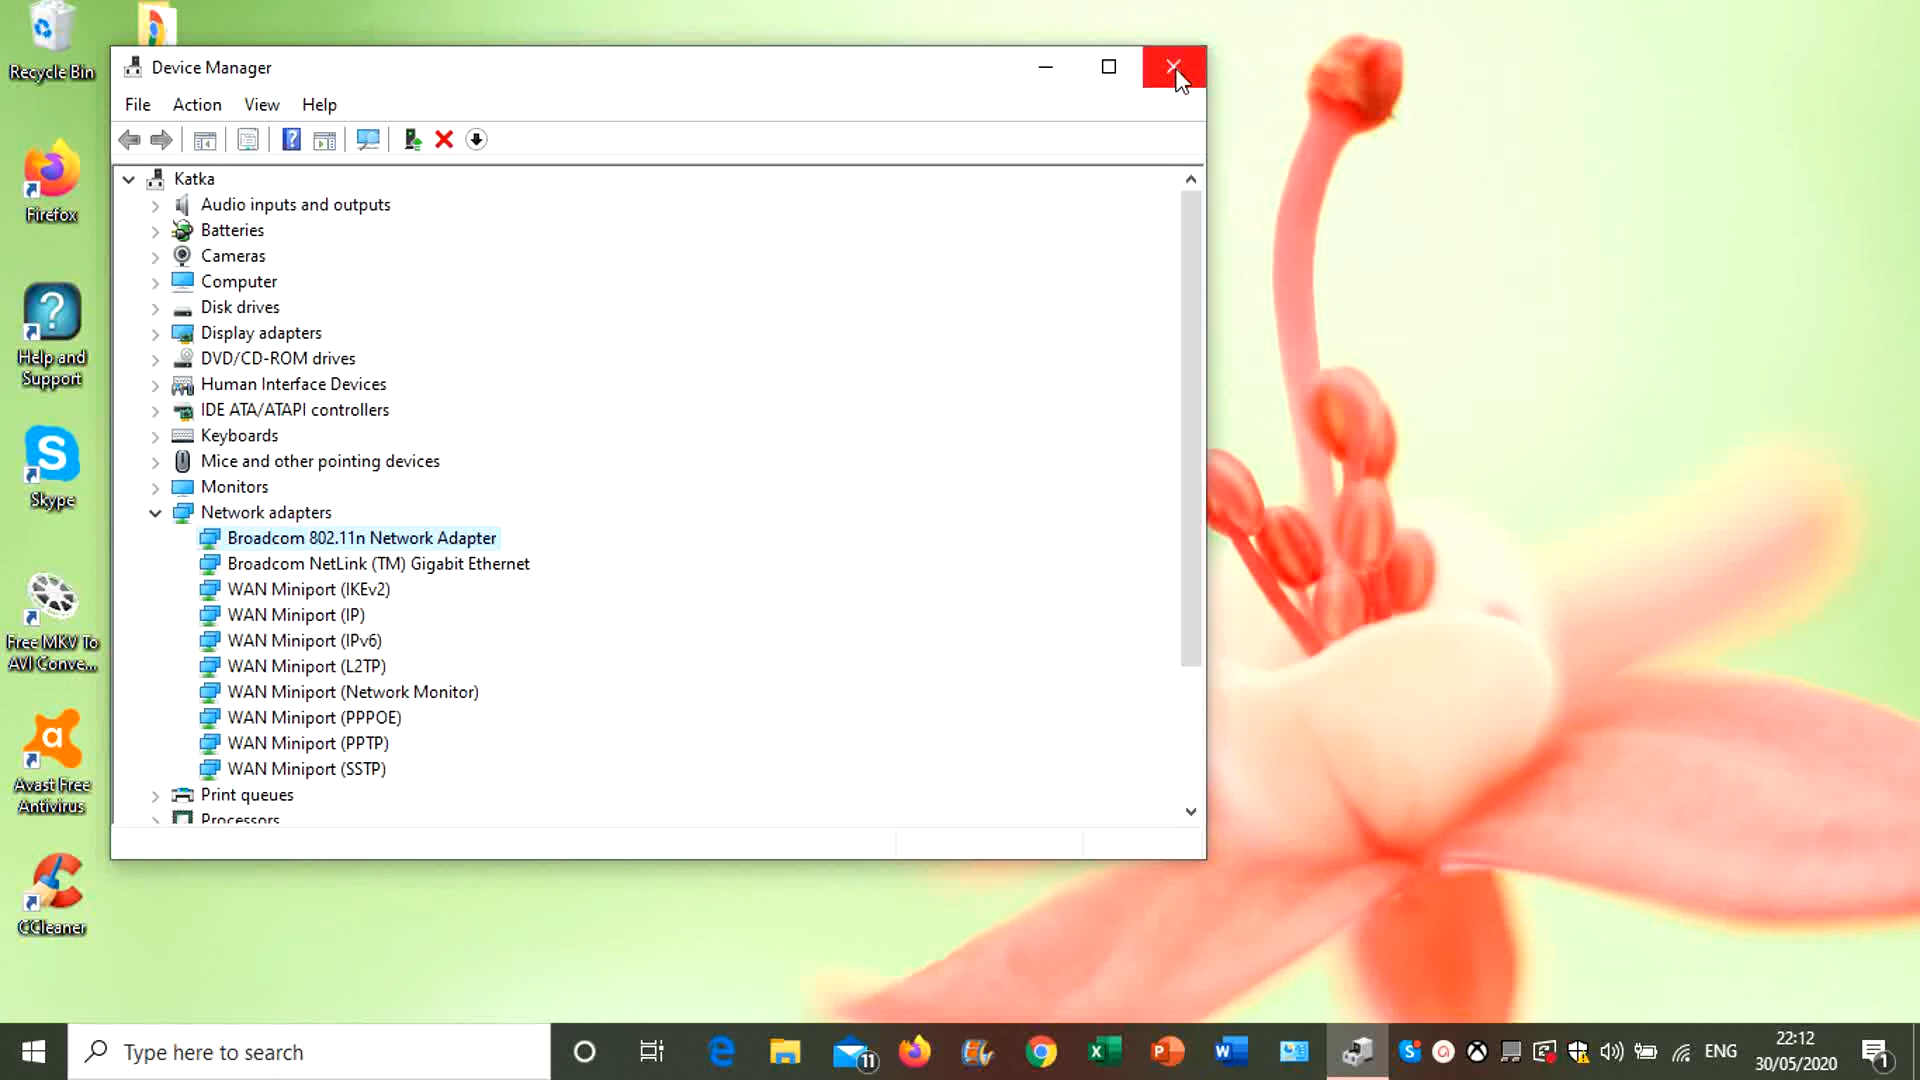 Recycle Bin
Firefox
Help and
Support
Skype
Free MKV To
AVI Conve...
Avast Free
Antivirus
CCleaner
Device Manager
File Action View Help
Katka
Audio inputs and outputs
Batteries
Cameras
Computer
Disk drives
Display adapters
DVD/CD-ROM drives
Human Interface Devices
IDE ATA/ATAPI controllers
Keyboards
Mice and other pointing devices
Monitors
Network adapters
Broadcom 802.11n Network Adapter
Broadcom NetLink (TM) Gigabit Ethernet
WAN Miniport (IKEv2)
WAN Miniport (IP)
WAN Miniport (IPv6)
WAN Miniport (L2TP)
WAN Miniport (Network Monitor)
WAN Miniport (PPPOE)
WAN Miniport (PPTP)
WAN Miniport (SSTP)
Print queues
Processors
Type here to search
11
ENG
22:12
30/05/2020
1